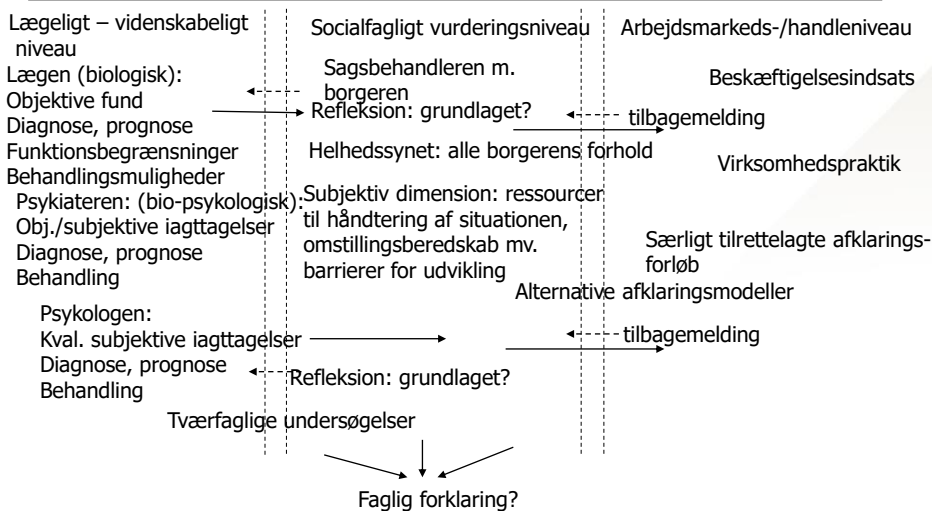 Lægeligt – videnskabeligt
niveau
Lægen (biologisk):
Objektive fund
Diagnose, prognose
Funktionsbegrænsninger
Behandlingsmuligheder
Psykiateren: (bio-psykologisk):
Obj./subjektive iagttagelser
Diagnose, prognose
Behandling
Psykologen:
Kval. subjektive iagttagelser
Diagnose, prognose
Behandling
Tværfaglige undersøgelser
Socialfagligt vurderingsniveau
Sagsbehandleren m.
borgeren
Refleksion: grundlaget?
Helhedssynet: alle borgerens forhold
Subjektiv dimension: ressourcer
til håndtering af situationen,
omstillingsberedskab mv.
barrierer for udvikling
Refleksion: grundlaget?
Arbejdsmarkeds-/handleniveau
Beskæftigelsesindsats
tilbagemelding
Virksomhedspraktik
Særligt tilrettelagte afklarings-
forløb
Alternative afklaringsmodeller
tilbagemelding
Faglig forklaring?